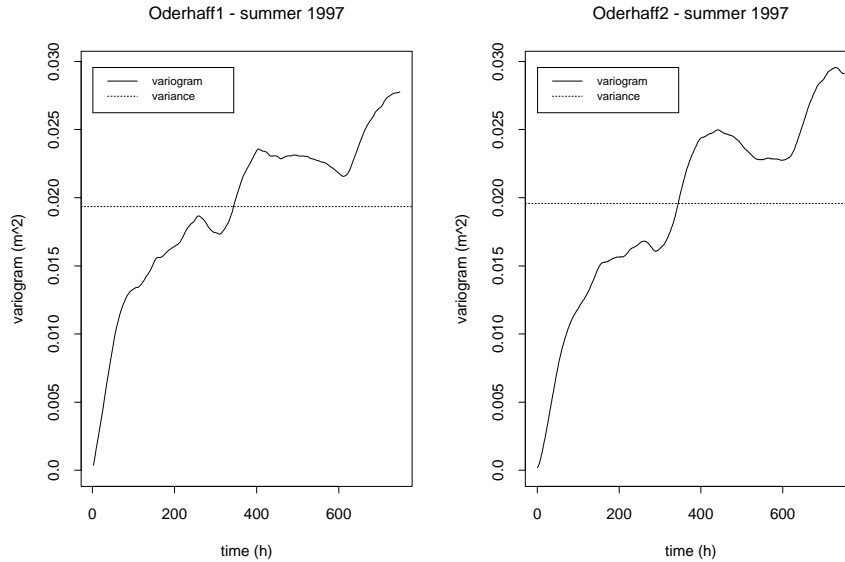 Oderhaff1 - summer 1997
variogram
variance
variogram (m^2)
0.030
0.025
0.020
0.015
0.010
0.005
0.0
0
200
400
600
time (h)
Oderhaff2 - summer 1997
variogram
variance
variogram (m^2)
0.030
0.025
0.020
0.015
0.010
0.005
0.0
0
200
400
600
time (h)